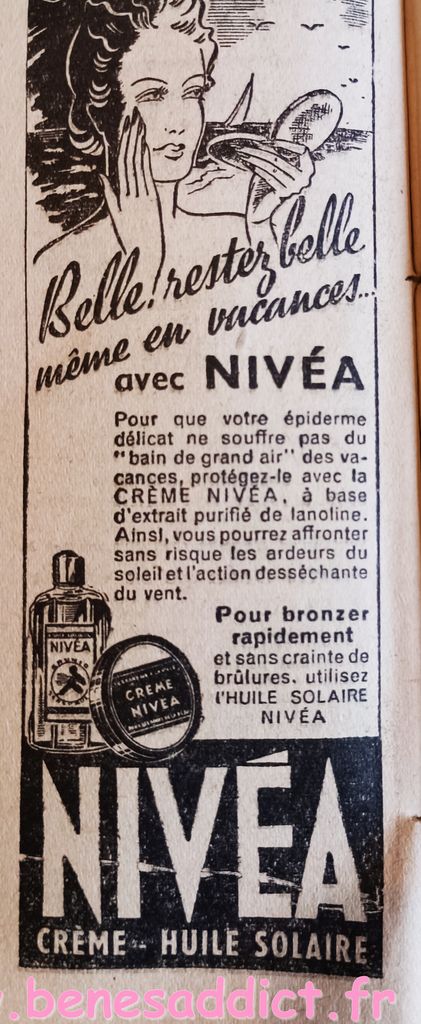 Belle! restez belle
même en vacances...
avec NIVÉA
Pour que votre épiderme
délicat ne souffre pas du
"bain de grand air" des va-
cances, protégez-le avec la
CRÈME NIVÉA, à base
d'extrait purifié de lanoline.
Ainsi, vous pourrez affronter
sans risque les ardeurs du
soleil et l'action desséchante
du vent.
Pour bronzer
rapidement
et sans crainte de
brûlures, utilisez
l'HUILE SOLAIRE
NIVÉA
NIVÉA
CREME
NIVEA
NIVÉA
CRÈME - HUILE SOLAIRE
.benesaddict.fr